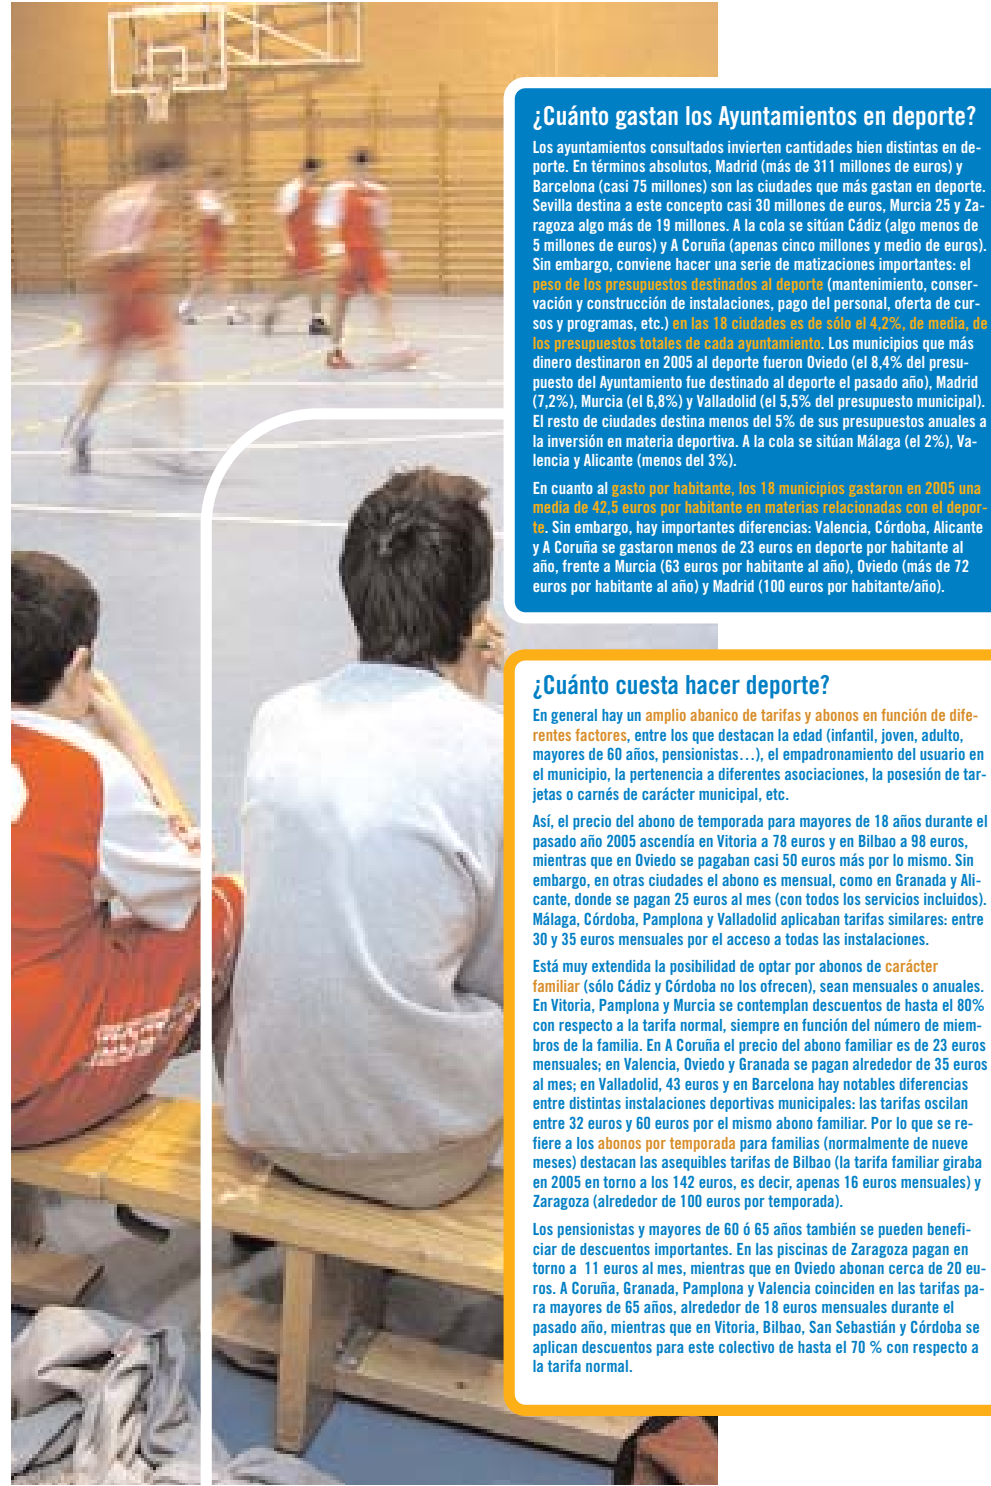 ¿Cuánto gastan los Ayuntamientos en deporte?
Los ayuntamientos consultados invierten cantidades bien distintas en de-
porte. En términos absolutos, Madrid (más de 311 millones de euros) y
Barcelona (casi 75 millones) son las ciudades que más gastan en deporte.
Sevilla destina a este concepto casi 30 millones de euros, Murcia 25 y Za-
ragoza algo más de 19 millones. A la cola se sitúan Cádiz (algo menos de
5 millones de euros) y A Coruña (apenas cinco millones y medio de euros).
Sin embargo, conviene hacer una serie de matizaciones importantes: el
peso de los presupuestos destinados al deporte (mantenimiento, conser-
vación y construcción de instalaciones, pago del personal, oferta de cur-
sos y programas, etc.) en las 18 ciudades es de sólo el 4,2%, de media, de
los presupuestos totales de cada ayuntamiento. Los municipios que más
dinero destinaron en 2005 al deporte fueron Oviedo (el 8,4% del presu-
puesto del Ayuntamiento fue destinado al deporte el pasado año), Madrid
(7,2%), Murcia (el 6,8%) y Valladolid (el 5,5% del presupuesto municipal).
El resto de ciudades destina menos del 5% de sus presupuestos anuales a
la inversión en materia deportiva. A la cola se sitúan Málaga (el 2%), Va-
lencia y Alicante (menos del 3%).
En cuanto al gasto por habitante, los 18 municipios gastaron en 2005 una
media de 42,5 euros por habitante en materias relacionadas con el depor-
te. Sin embargo, hay importantes diferencias: Valencia, Córdoba, Alicante
y A Coruña se gastaron menos de 23 euros en deporte por habitante al
año, frente a Murcia (63 euros por habitante al año), Oviedo (más de 72
euros por habitante al año) y Madrid (100 euros por habitante/año).
¿Cuánto cuesta hacer deporte?
En general hay un amplio abanico de tarifas y abonos en función de dife-
rentes factores, entre los que destacan la edad (infantil, joven, adulto,
mayores de 60 años, pensionistas...), el empadronamiento del usuario en
el municipio, la pertenencia a diferentes asociaciones, la posesión de tar-
jetas o carnés de carácter municipal, etc.
Así, el precio del abono de temporada para mayores de 18 años durante el
pasado año 2005 ascendía en Vitoria a 78 euros y en Bilbao a 98 euros,
mientras que en Oviedo se pagaban casi 50 euros más por lo mismo. Sin
embargo, en otras ciudades el abono es mensual, como en Granada y Ali-
cante, donde se pagan 25 euros al mes (con todos los servicios incluidos).
Málaga, Córdoba, Pamplona y Valladolid aplicaban tarifas similares: entre
30 y 35 euros mensuales por el acceso a todas las instalaciones.
Está muy extendida la posibilidad de optar por abonos de carácter
familiar (sólo Cádiz y Córdoba no los ofrecen), sean mensuales o anuales.
En Vitoria, Pamplona y Murcia se contemplan descuentos de hasta el 80%
con respecto a la tarifa normal, siempre en función del número de miem-
bros de la familia. En A Coruña el precio del abono familiar es de 23 euros
mensuales; en Valencia, Oviedo y Granada se pagan alrededor de 35 euros
al mes; en Valladolid, 43 euros y en Barcelona hay notables diferencias
entre distintas instalaciones deportivas municipales: las tarifas oscilan
entre 32 euros y 60 euros por el mismo abono familiar. Por lo que se re-
fiere a los abonos por temporada para familias (normalmente de nueve
meses) destacan las asequibles tarifas de Bilbao (la tarifa familiar giraba
en 2005 en torno a los 142 euros, es decir, apenas 16 euros mensuales) y
Zaragoza (alrededor de 100 euros por temporada).
Los pensionistas y mayores de 60 ó 65 años también se pueden benefi-
ciar de descuentos importantes. En las piscinas de Zaragoza pagan en
torno a 11 euros al mes, mientras que en Oviedo abonan cerca de 20 eu-
ros. A Coruña, Granada, Pamplona y Valencia coinciden en las tarifas pa-
ra mayores de 65 años, alrededor de 18 euros mensuales durante el
pasado año, mientras que en Vitoria, Bilbao, San Sebastián y Córdoba se
aplican descuentos para este colectivo de hasta el 70 % con respecto a
la tarifa normal.